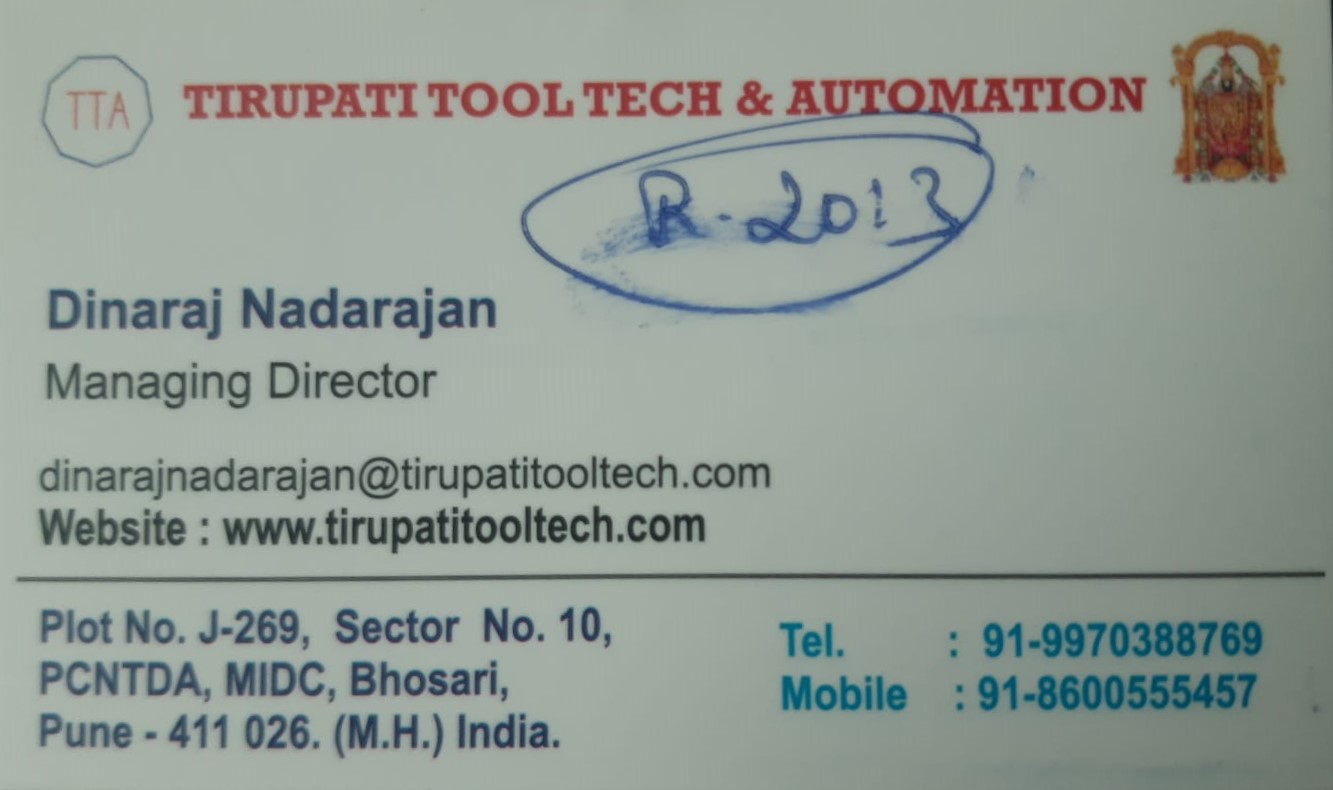 TTA
TIRUPATI TOOL TECH & AUTOMATION
R-2013
Dinaraj Nadarajan
Managing Director
dinarajnadarajan@tirupatitooltech.com
Website : www.tirupatitooltech.com
Plot No. J-269, Sector No. 10,
PCNTDA, MIDC, Bhosari,
Pune - 411 026. (M.H.) India.
Tel. : 91-9970388769
Mobile : 91-8600555457